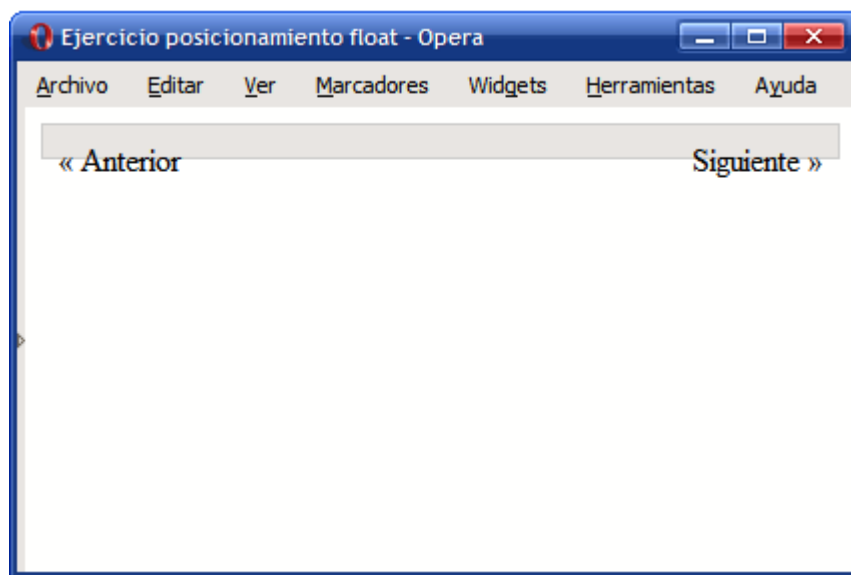 Ejercicio posicionamiento float - Opera
Archivo Editar Ver Marcadores Widgets Herramientas Ayuda
« Anterior Siguiente »